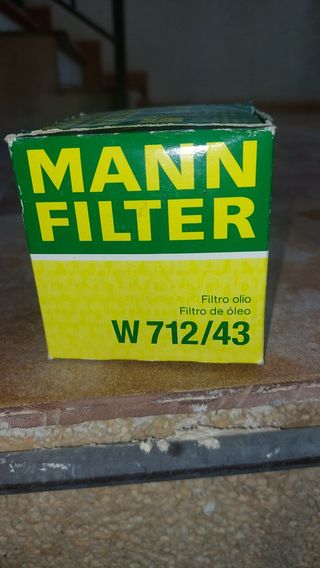 MANN
FILTER
Filtro olio
Filtro de óleo
W 712/43